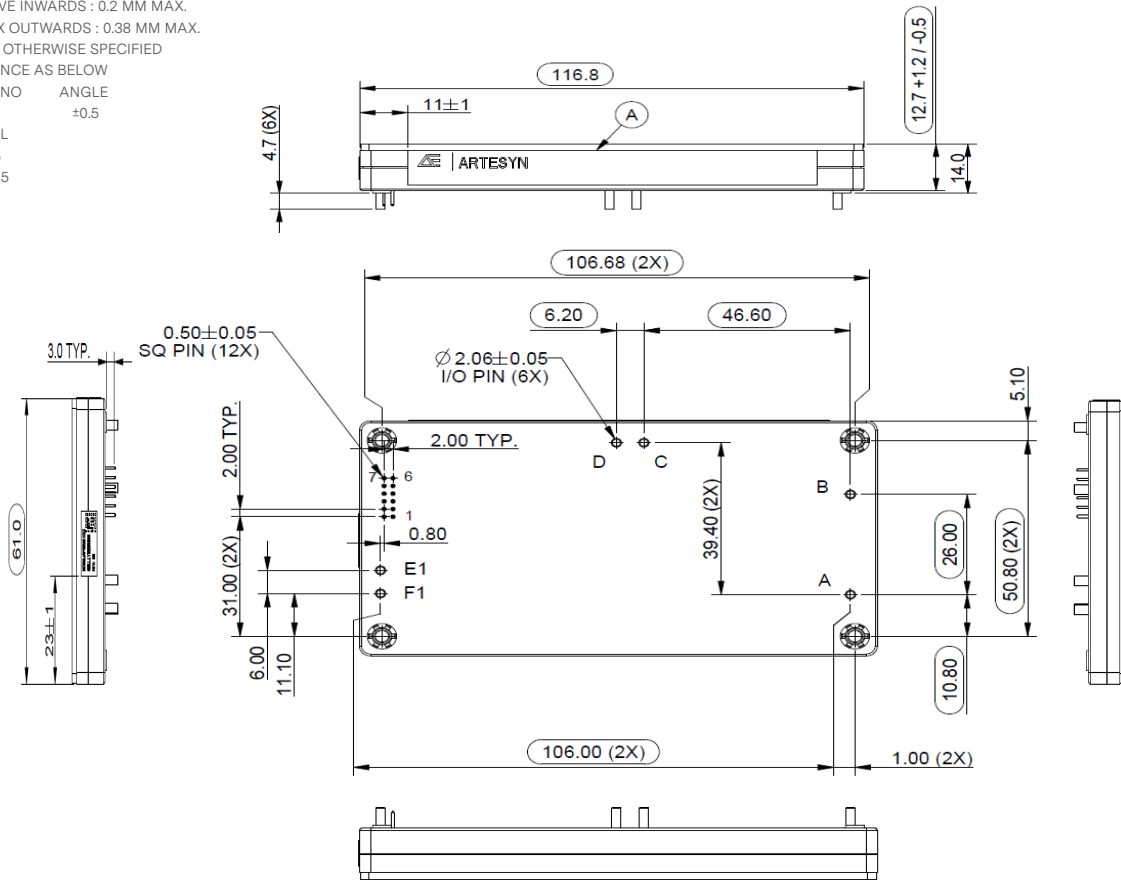 VE INWARDS : 0.2 MM MAX.
X OUTWARDS : 0.38 MM MAX.
OTHERWISE SPECIFIED
NCE AS BELOW
NO ANGLE
±0.5
L
5
116.8
11±1
A
12.7 +1.2 / -0.5
4.7 (6X)
ARTESYN
14.0
106.68 (2X)
6.20
46.60
0.50±0.05
SQ PIN (12X)
3.0 TYP.
Ø 2.06±0.05
I/O PIN (6X)
5.10
2.00 TYP.
2.00 TYP.
D
C
7
6
B
1
0.80
39.40 (2X)
61.0
31.00 (2X)
26.00
50.80 (2X)
E1
F1
A
23±1
6.00
11.10
10.80
106.00 (2X)
1.00 (2X)